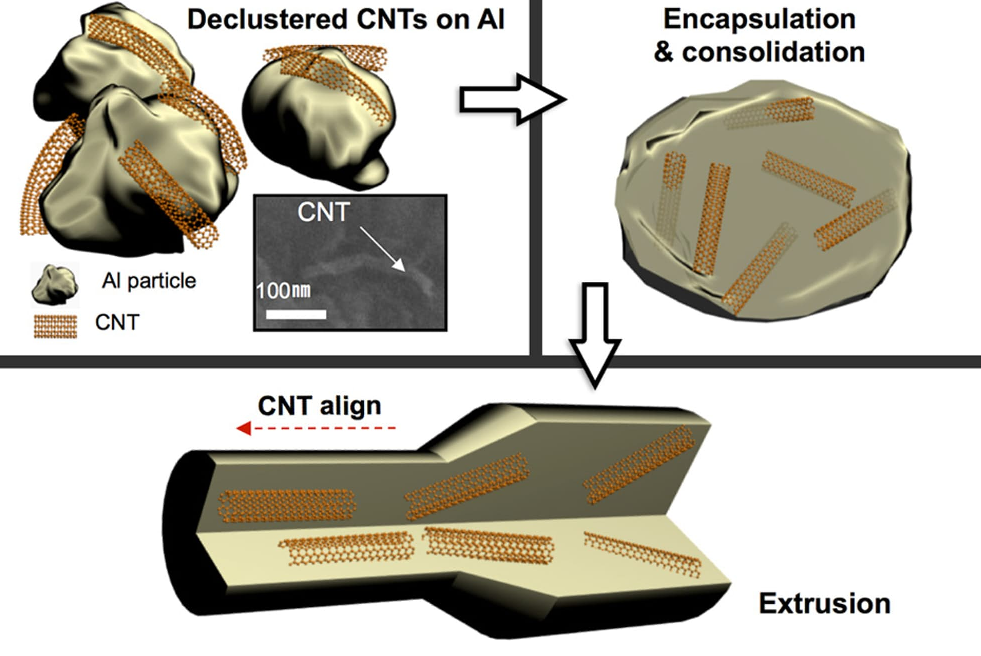 Declustered CNTs on Al
CNT
100nm
Al particle
CNT
Encapsulation
& consolidation
CNT align
Extrusion